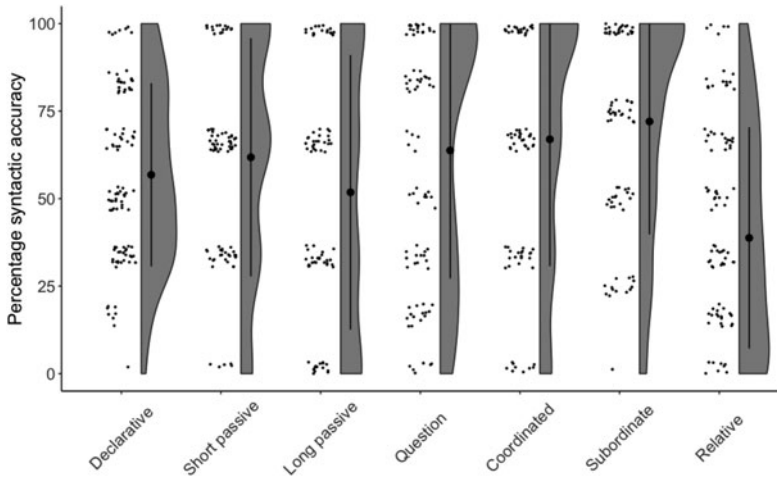 Percentage syntactic accuracy
100
75
50
25
0
Declarative
Short passive
Long passive
Question
Coordinated
Subordinate
Relative